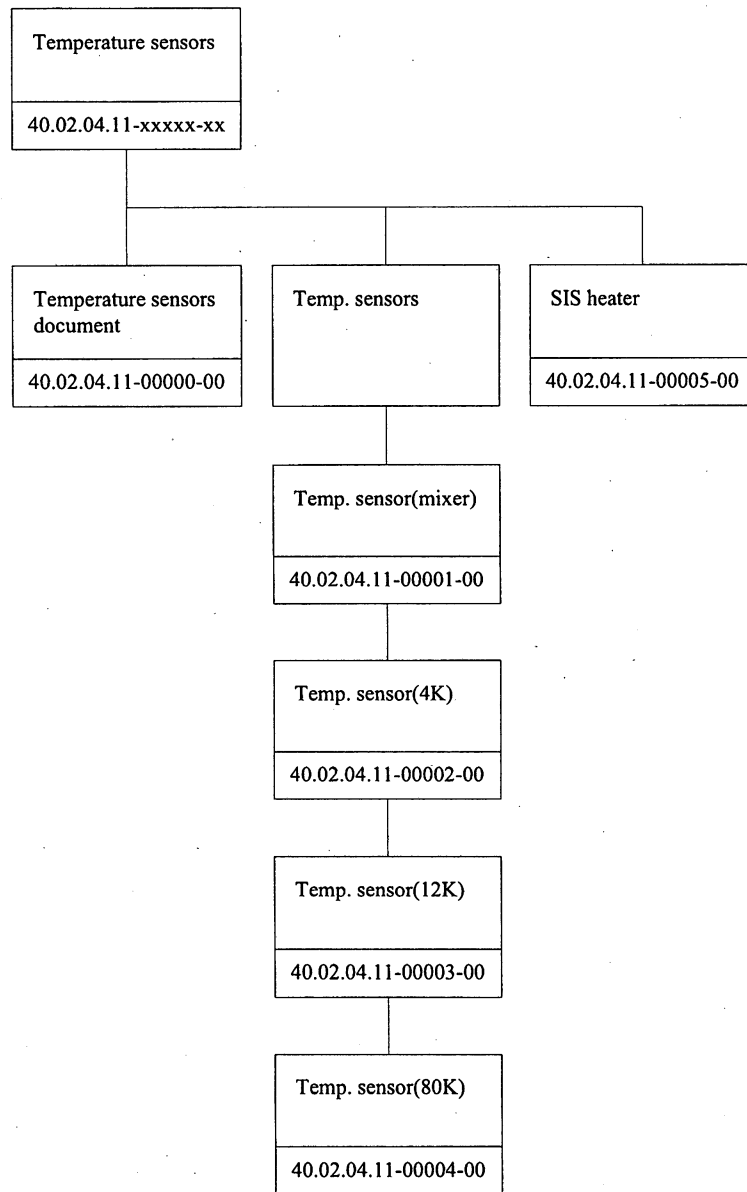 Temperature sensors
40.02.04.11-xxxxx-xx
Temperature sensors
document
40.02.04.11-00000-00
Temp. sensors
SIS heater
40.02.04.11-00005-00
Temp. sensor(mixer)
40.02.04.11-00001-00
Temp. sensor(4K)
40.02.04.11-00002-00
Temp. sensor(12K)
40.02.04.11-00003-00
Temp. sensor(80K)
40.02.04.11-00004-00